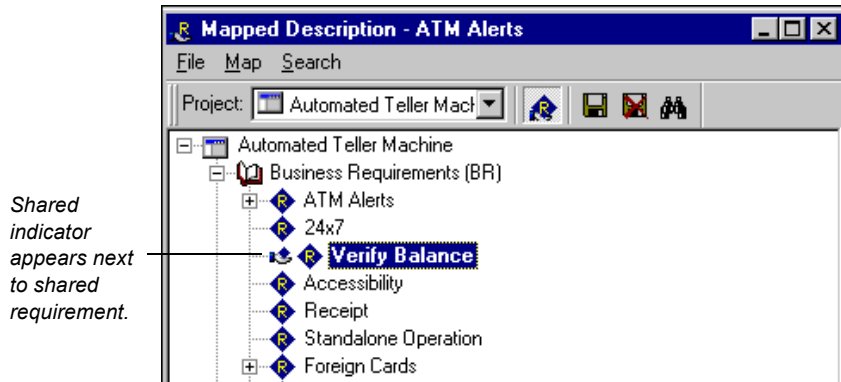 Mapped Description - ATM Alerts
File Map Search
Project: Automated Teller Mach
Automated Teller Machine
Business Requirements (BR)
ATM Alerts
24x7
Verify Balance
Accessibility
Receipt
Standalone Operation
Foreign Cards
Shared
indicator
appears next
to shared
requirement.